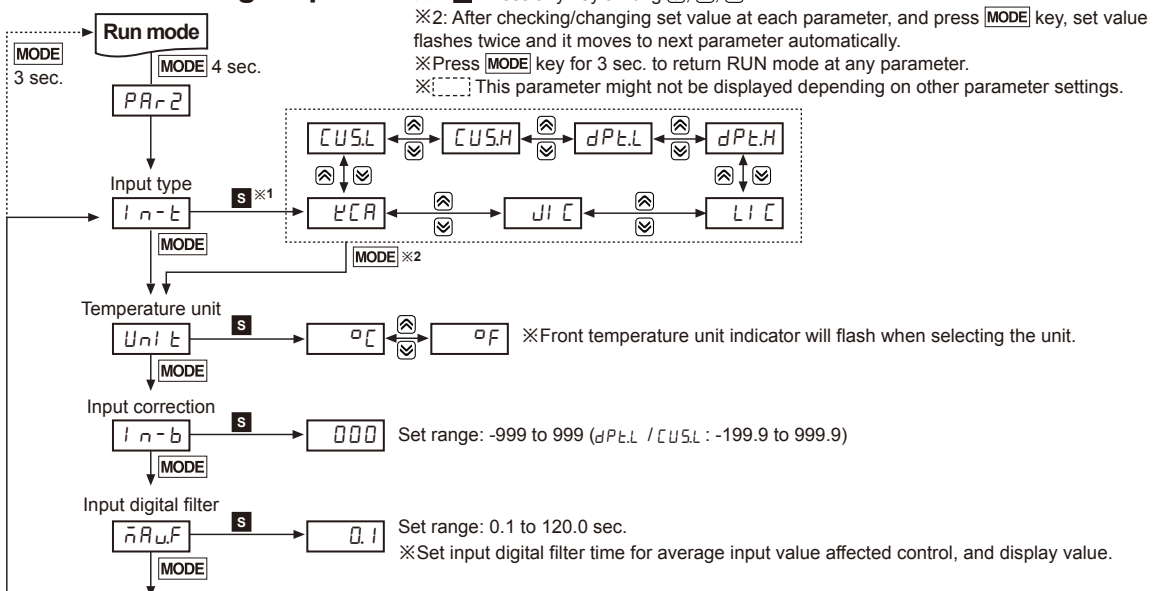 ※2: After checking/changing set value at each parameter, and press MODE key, set value
flashes twice and it moves to next parameter automatically.
※Press MODE key for 3 sec. to return RUN mode at any parameter.
※ This parameter might not be displayed depending on other parameter settings.
Run mode
MODE
3 sec.
MODE 4 sec.
PAr2
CUS.L
CUS.H
dPt.L
dPt.H
Input type
In-t
S ※1
KCA
JIC
LIC
MODE
MODE ※2
Temperature unit
UnIt
S
°C
°F
※Front temperature unit indicator will flash when selecting the unit.
MODE
Input correction
In-b
S
000
Set range: -999 to 999 (dPt.L / CUS.L : -199.9 to 999.9)
MODE
Input digital filter
MAv.F
S
0.1
Set range: 0.1 to 120.0 sec.
※Set input digital filter time for average input value affected control, and display value.
MODE